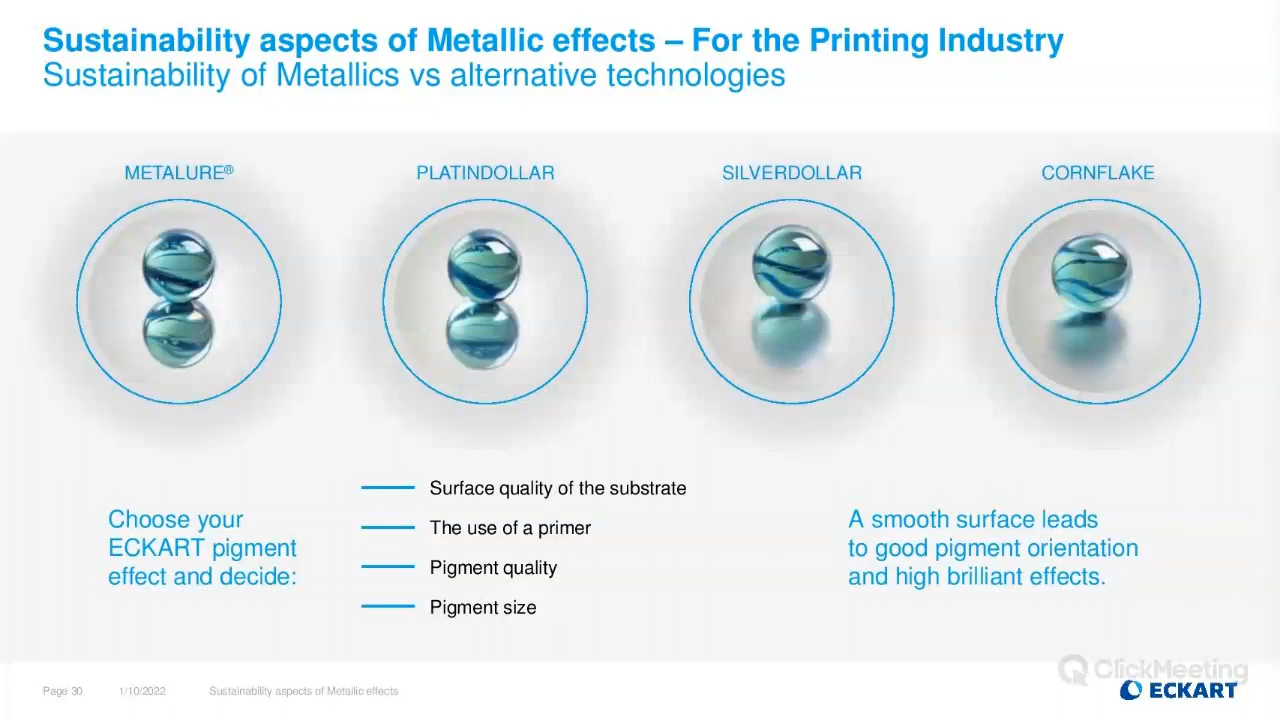 Sustainability aspects of Metallic effects – For the Printing Industry
Sustainability of Metallics vs alternative technologies
METALURE®
PLATINDOLLAR
SILVERDOLLAR
CORNFLAKE
Choose your
ECKART pigment
effect and decide:
Surface quality of the substrate
The use of a primer
Pigment quality
Pigment size
A smooth surface leads
to good pigment orientation
and high brilliant effects.
Page 30
1/10/2022
Sustainability aspects of Metallic effects
ClickMeeting
ECKART